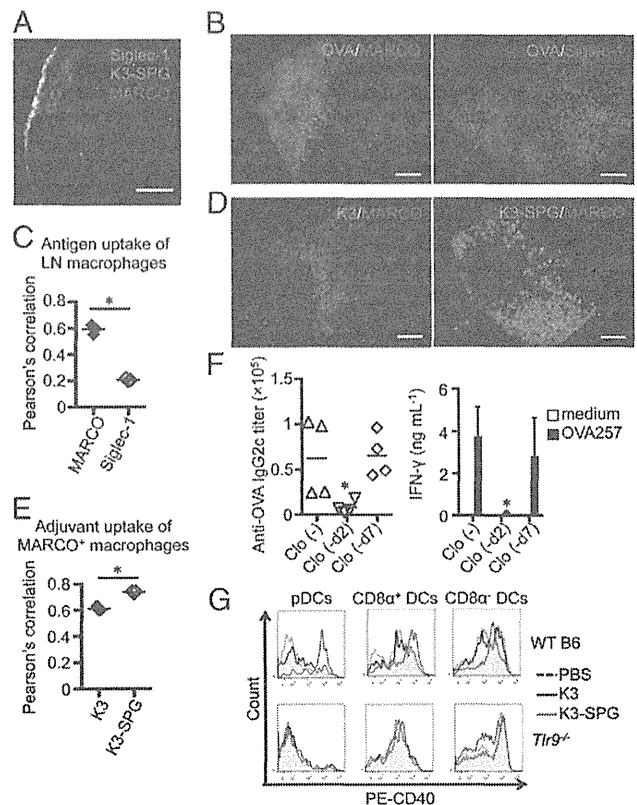 A
Siglec-1
K3-SPG
MARCO
B
OVA/MARCO
OVA/Siglec-1
C
Antigen uptake of
LN macrophages
Pearson's correlation
0.8
0.6
0.4
0.2
0
*
MARCO
Siglec-1
D
K3/MARCO
K3-SPG/MARCO
E
Adjuvant uptake of
MARCO⁺ macrophages
Pearson's correlation
0.8
0.6
0.4
0.2
0
*
K3
K3-SPG
F
Anti-OVA IgG2c titer (×10⁵)
1.5
1
0.5
0
*
Clo (-)
Clo (-d2)
Clo (-d7)
IFN-γ (ng mL⁻¹)
6
4
2
0
*
Clo (-)
Clo (-d2)
Clo (-d7)
medium
OVA257
G
pDCs
CD8α⁺ DCs
CD8α⁻ DCs
WT B6
PBS
K3
K3-SPG
Tlr9⁻/⁻
Count
PE-CD40